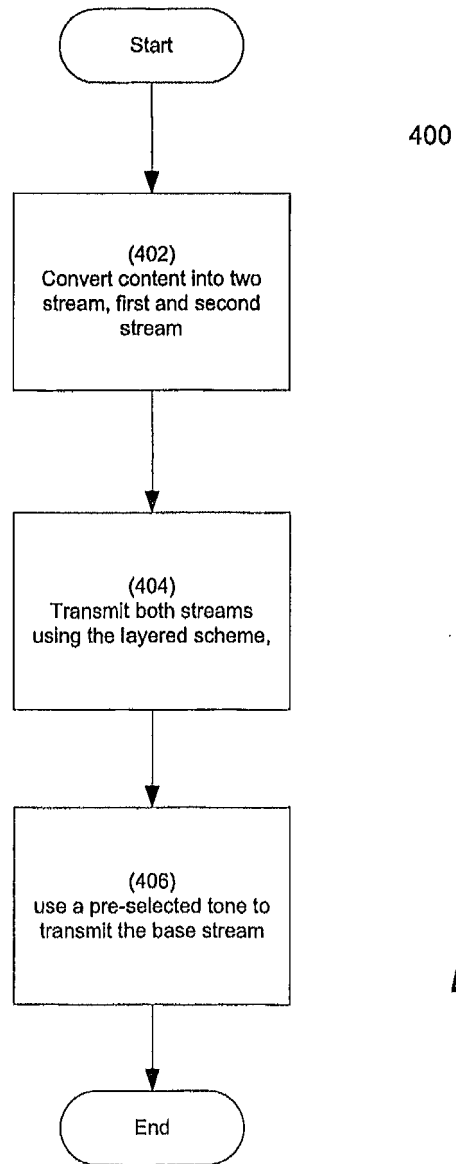 Start
400
(402)
Convert content into two
stream, first and second
stream
(404)
Transmit both streams
using the layered scheme,
(406)
use a pre-selected tone to
transmit the base stream
End